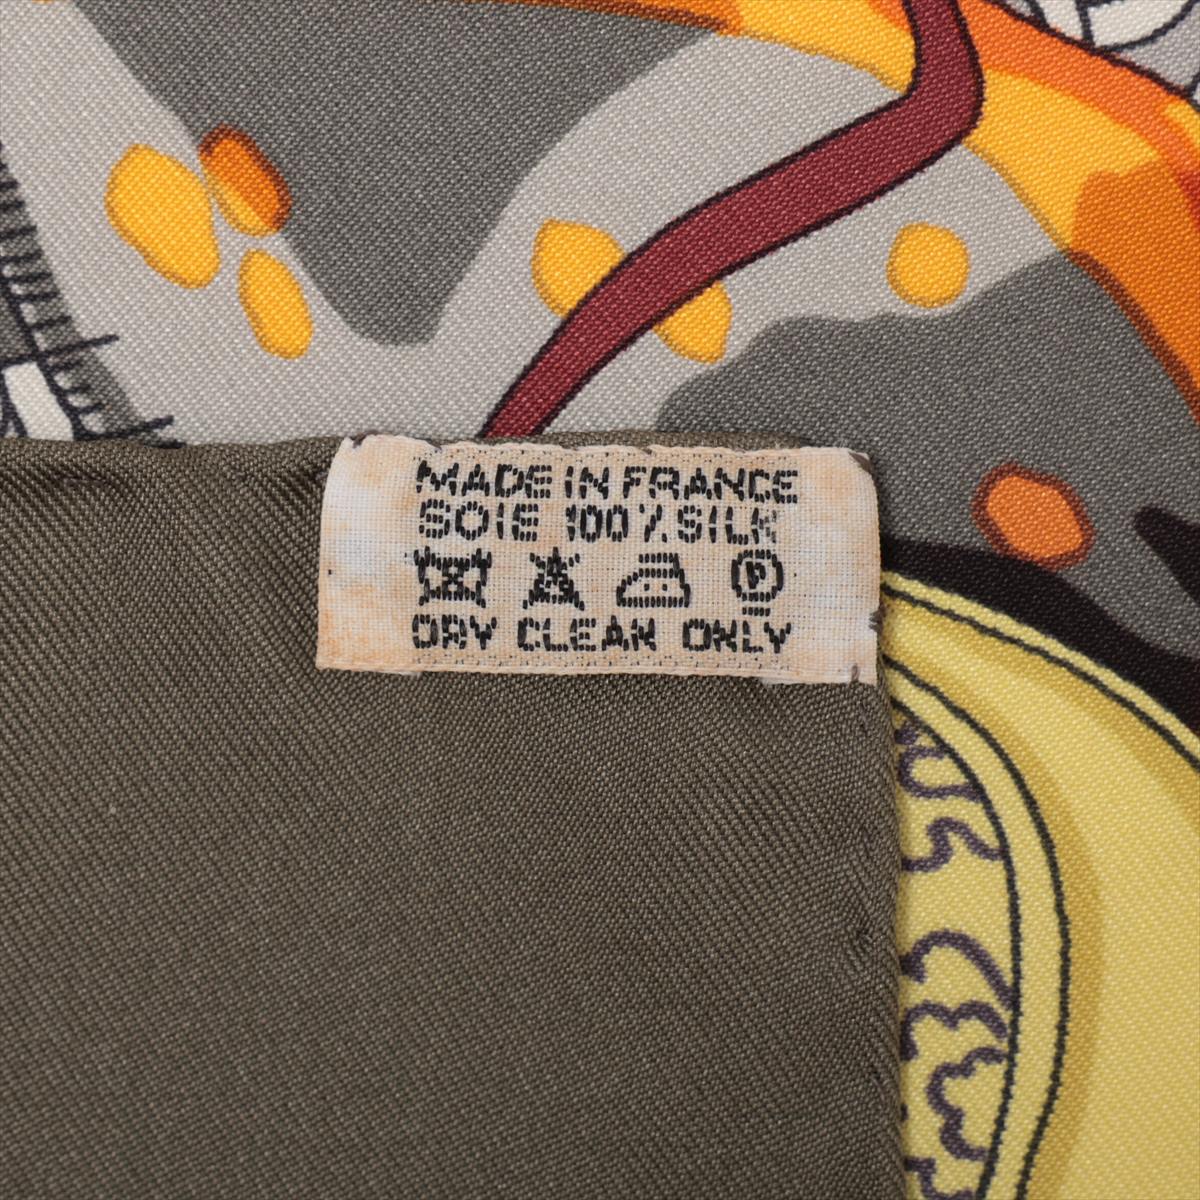 MADE IN FRANCE
SOIE 100% SILK
P
DRY CLEAN ONLY